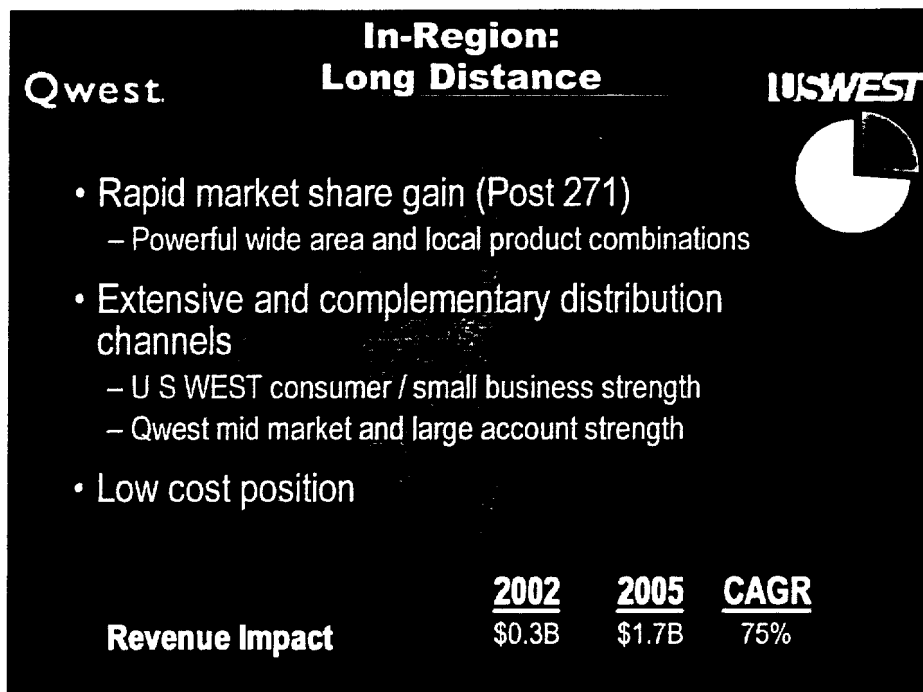 In-Region:
Long Distance
Qwest.
USWEST
• Rapid market share gain (Post 271)
– Powerful wide area and local product combinations
• Extensive and complementary distribution
channels
– U S WEST consumer / small business strength
– Qwest mid market and large account strength
• Low cost position
2002 2005 CAGR
Revenue Impact $0.3B $1.7B 75%